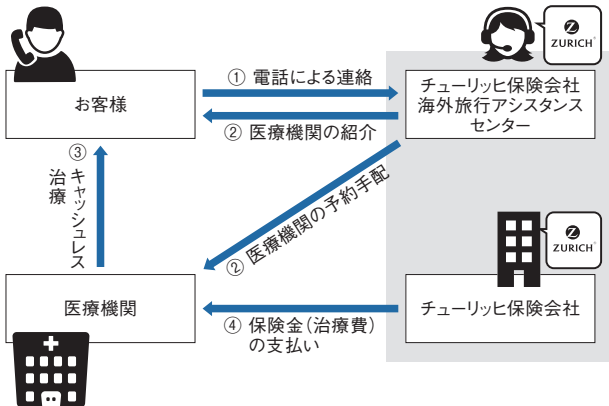 ZURICH
① 電話による連絡
お客様
チューリッヒ保険会社
海外旅行アシスタンス
センター
② 医療機関の紹介
③ キャッシュレス
治療
② 医療機関の予約手配
ZURICH
医療機関
チューリッヒ保険会社
④ 保険金(治療費)
の支払い